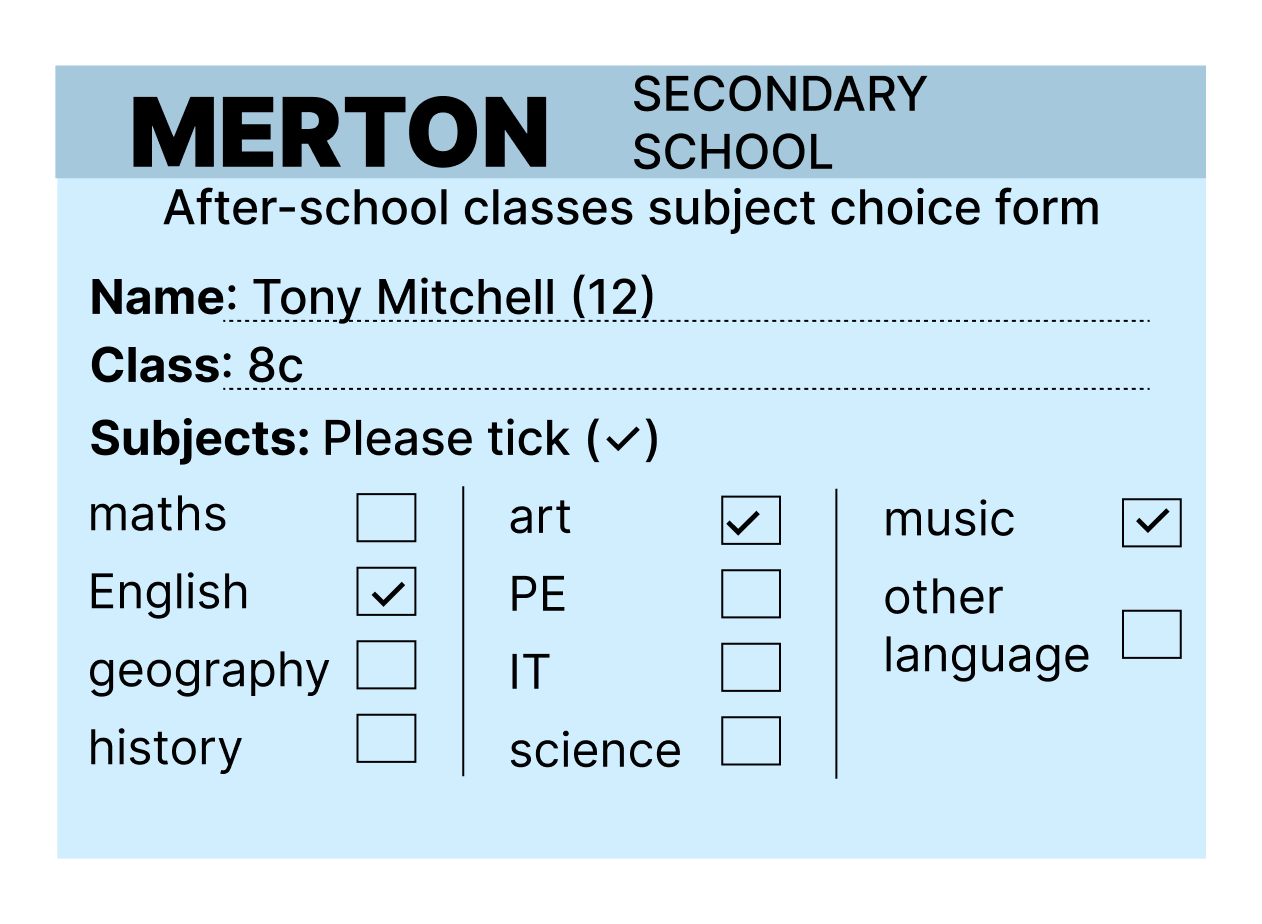 MERTON
SECONDARY
SCHOOL
After-school classes subject choice form
Name: Tony Mitchell (12)
Class: 8c
Subjects: Please tick (✓)
maths
English ✓
geography
history
art ✓
PE
IT
science
music ✓
other
language